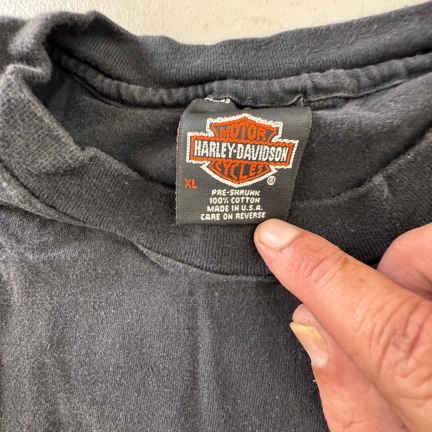 MOTOR
HARLEY-DAVIDSON
CYCLES
®
XL
PRE-SHRUNK
100% COTTON
MADE IN U.S.A.
CARE ON REVERSE